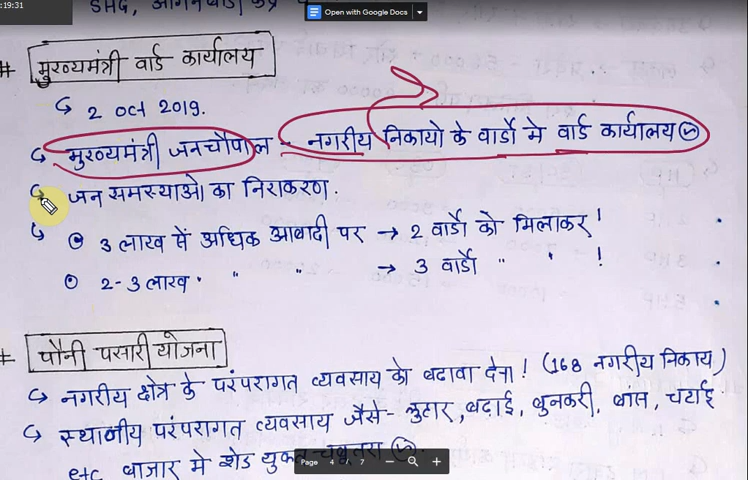 :19:31
SHG,
Open with Google Docs
# मुख्यमंत्री वार्ड कार्यालय
↳ 2 Oct 2019.
↳ मुख्यमंत्री जनचौपाल - नगरीय निकायो के वार्डो मे वार्ड कार्यालय
↳ जन समस्याओ का निराकरण.
↳ ⊙ 3 लाख से अधिक आबादी पर → 2 वार्डो को मिलाकर!
⊙ 2-3 लाख " " " → 3 वार्डो " " !
# पौनी पसारी योजना
↳ नगरीय क्षेत्र के परंपरागत व्यवसाय को बढावा देना! (168 नगरीय निकाय)
↳ स्थानीय परंपरागत व्यवसाय जैसे- कुम्हार, बढाई, बुनकरी, बास, चटाई
etc बाजार मे शेड युक्त चबूतरा
Page 4 / 7